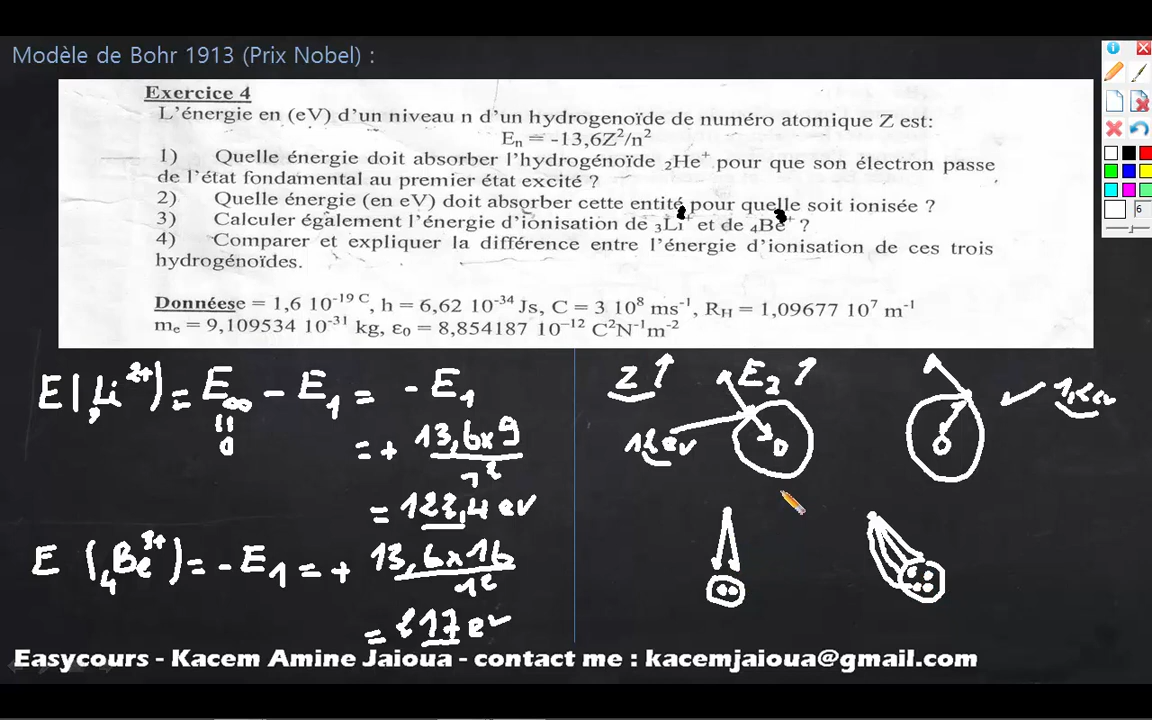 Modèle de Bohr 1913 (Prix Nobel) :
Exercice 4
L'énergie en (eV) d'un niveau n d'un hydrogenoïde de numéro atomique Z est:
Eₙ = -13,6Z²/n²
1) Quelle énergie doit absorber l'hydrogénoïde ₂He⁺ pour que son électron passe
de l'état fondamental au premier état excité ?
2) Quelle énergie (en eV) doit absorber cette entité pour quelle soit ionisée ?
3) Calculer également l'énergie d'ionisation de ₃Li⁺ et de ₄Be⁺ ?
4) Comparer et expliquer la différence entre l'énergie d'ionisation de ces trois
hydrogénoïdes.
Donnéese = 1,6 10⁻¹⁹ C, h = 6,62 10⁻³⁴ Js, C = 3 10⁸ ms⁻¹, R_H = 1,09677 10⁷ m⁻¹
mₑ = 9,109534 10⁻³¹ kg, ε₀ = 8,854187 10⁻¹² C²N⁻¹m⁻²
E(₃Li²⁺) = E∞ - E₁ = - E₁
= + 13,6x9 / 1²
= 122,4 ev
E (₄Be³⁺) = - E₁ = + 13,6x16 / 1²
= 217 ev
Z↑ E₂↑
6
Easycours - Kacem Amine Jaioua - contact me : kacemjaioua@gmail.com